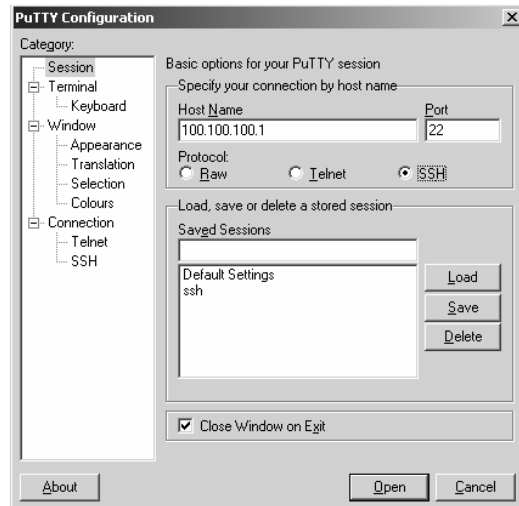 PuTTY Configuration
Category:
Session
Terminal
Keyboard
Window
Appearance
Translation
Selection
Colours
Connection
Telnet
SSH
Basic options for your PuTTY session
Specify your connection by host name
Host Name
Port
100.100.100.1
22
Protocol:
Raw
Telnet
SSH
Load, save or delete a stored session
Saved Sessions
Default Settings
ssh
Load
Save
Delete
Close Window on Exit
About
Open
Cancel